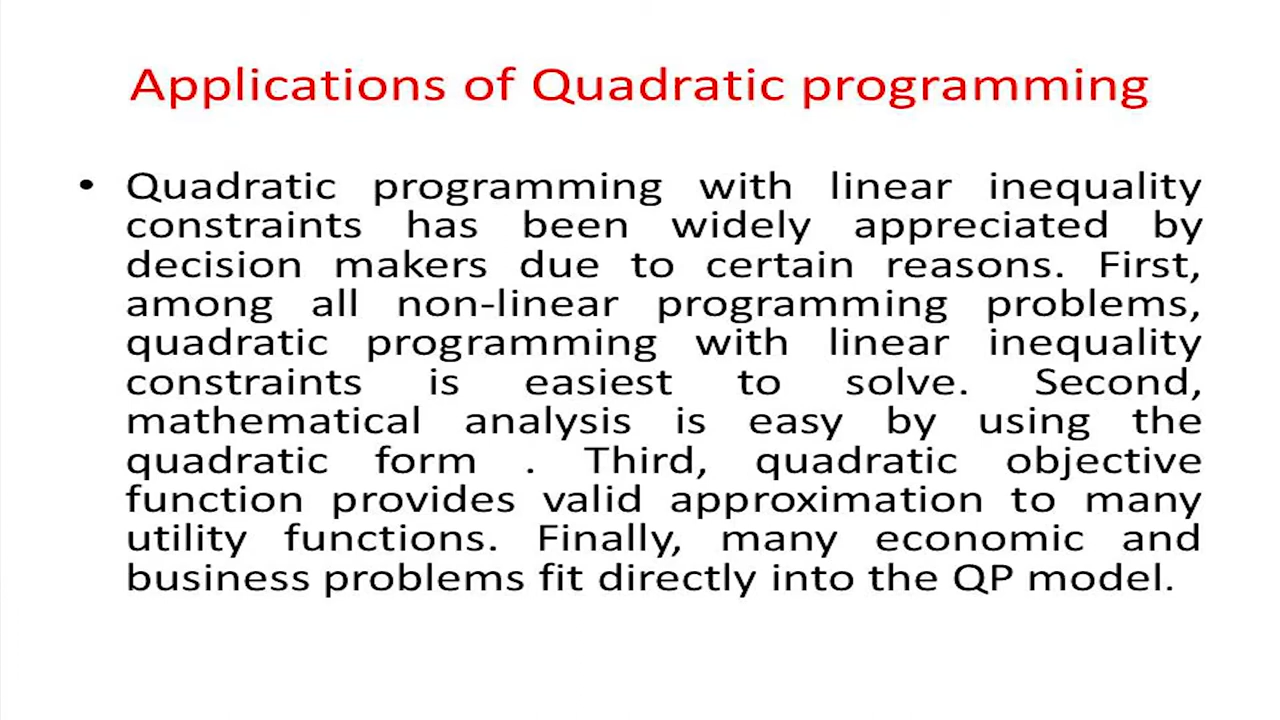 Applications of Quadratic programming
• Quadratic programming with linear inequality
constraints has been widely appreciated by
decision makers due to certain reasons. First,
among all non-linear programming problems,
quadratic programming with linear inequality
constraints is easiest to solve. Second,
mathematical analysis is easy by using the
quadratic form . Third, quadratic objective
function provides valid approximation to many
utility functions. Finally, many economic and
business problems fit directly into the QP model.